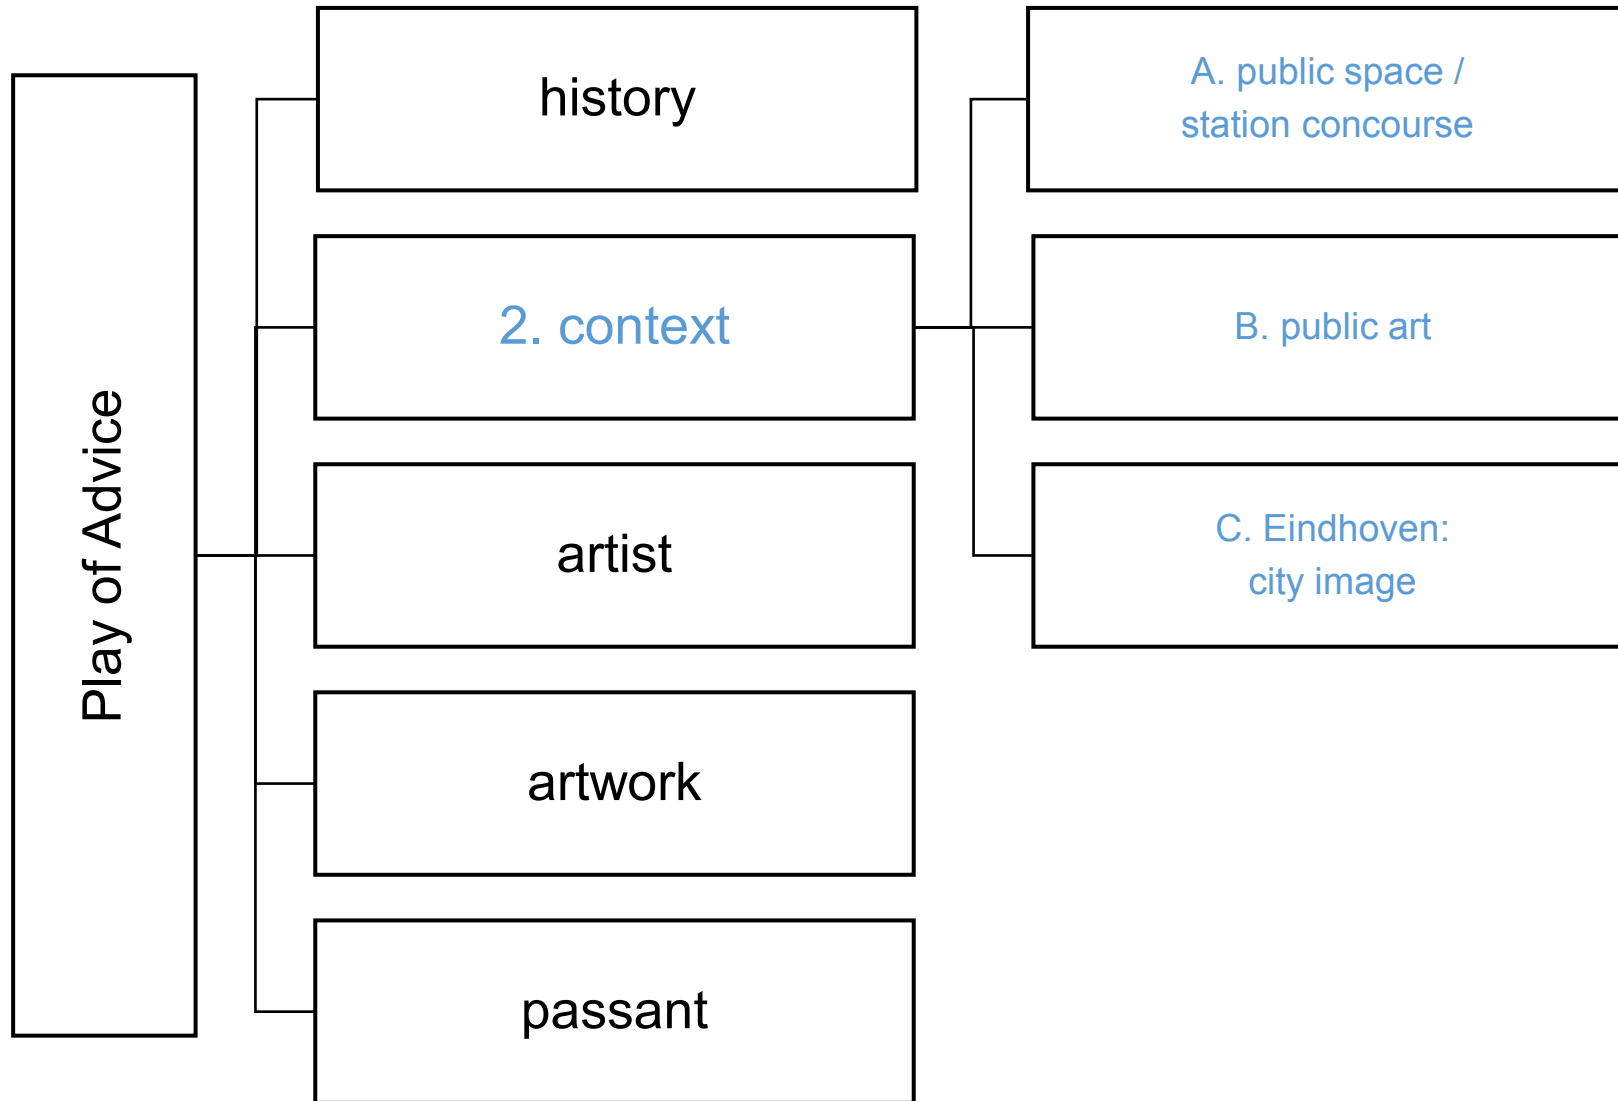 Play of Advice
history
2. context
artist
artwork
passant
A. public space /
station concourse
B. public art
C. Eindhoven:
city image